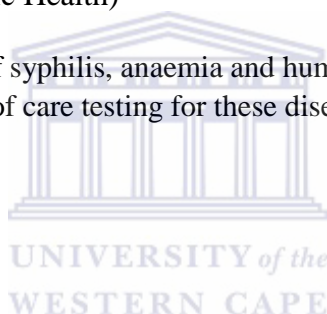 c Health)
f syphilis, anaemia and hum
of care testing for these dise
UNIVERSITY of the
WESTERN CAPE